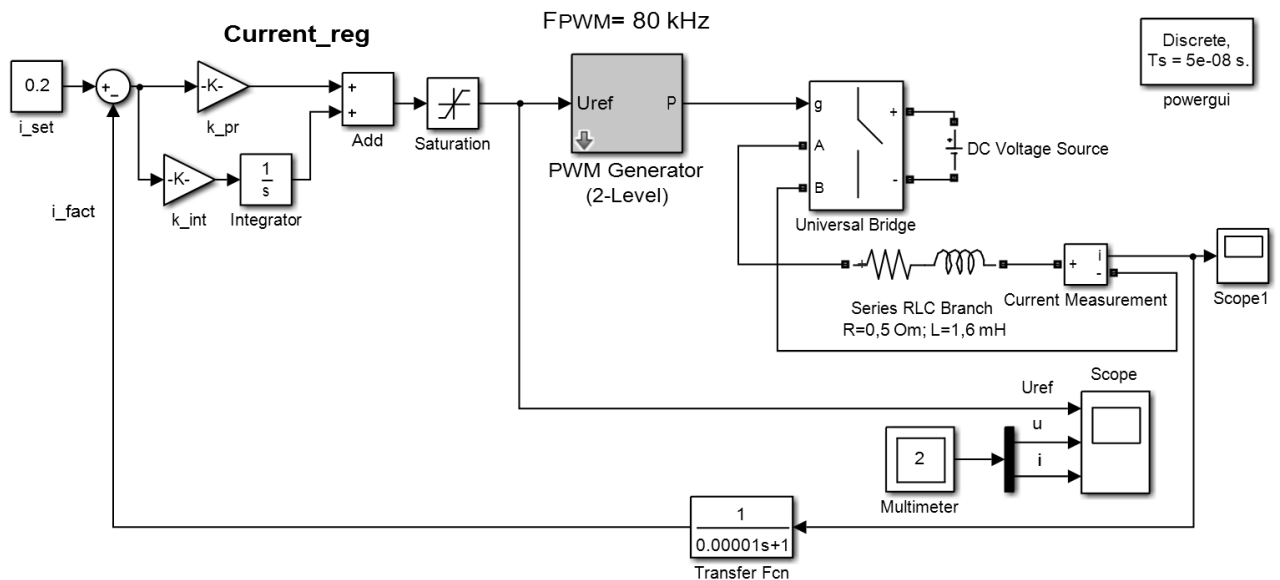 FPWM= 80 kHz
Current_reg
Discrete,
Ts = 5e-08 s.
powergui
0.2
i_set
+
-
-K-
k_pr
+
+
Add
Saturation
Uref
P
PWM Generator
(2-Level)
g
A
B
+
-
Universal Bridge
+
DC Voltage Source
-K-
k_int
1
s
Integrator
i_fact
+
Series RLC Branch
R=0,5 Om; L=1,6 mH
+
i
-
Current Measurement
Scope1
Uref
u
i
Scope
2
Multimeter
1
0.00001s+1
Transfer Fcn